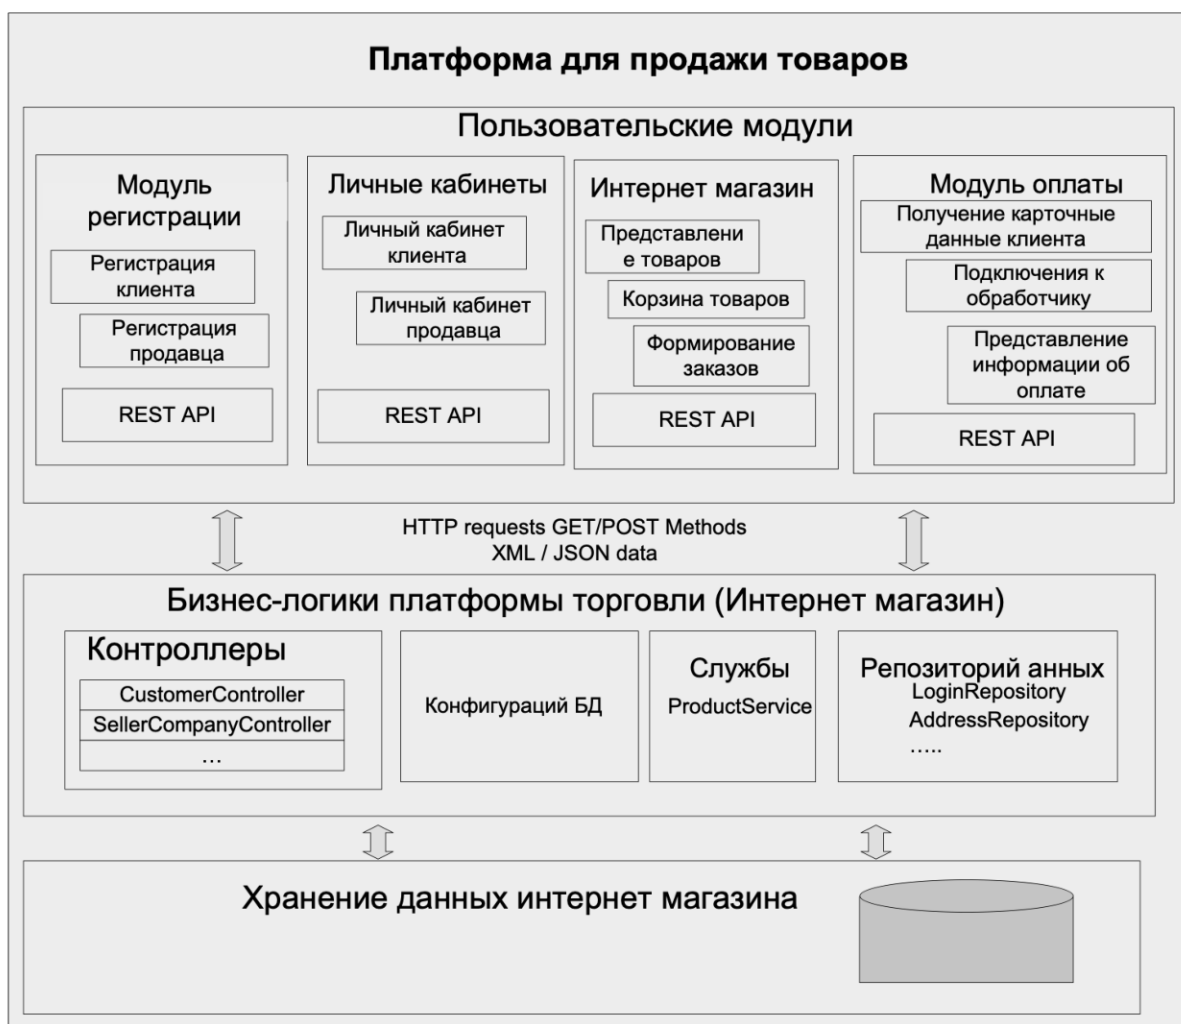 Платформа для продажи товаров
Пользовательские модули
Модуль
регистрации
Регистрация
клиента
Регистрация
продавца
REST API
Личные кабинеты
Личный кабинет
клиента
Личный кабинет
продавца
REST API
Интернет магазин
Представлени
е товаров
Корзина товаров
Формирование
заказов
REST API
Модуль оплаты
Получение карточные
данные клиента
Подключения к
обработчику
Представление
информации об
оплате
REST API
HTTP requests GET/POST Methods
XML / JSON data
Бизнес-логики платформы торговли (Интернет магазин)
Контроллеры
CustomerController
SellerCompanyController
...
Конфигураций БД
Службы
ProductService
Репозиторий анных
LoginRepository
AddressRepository
…..
Хранение данных интернет магазина